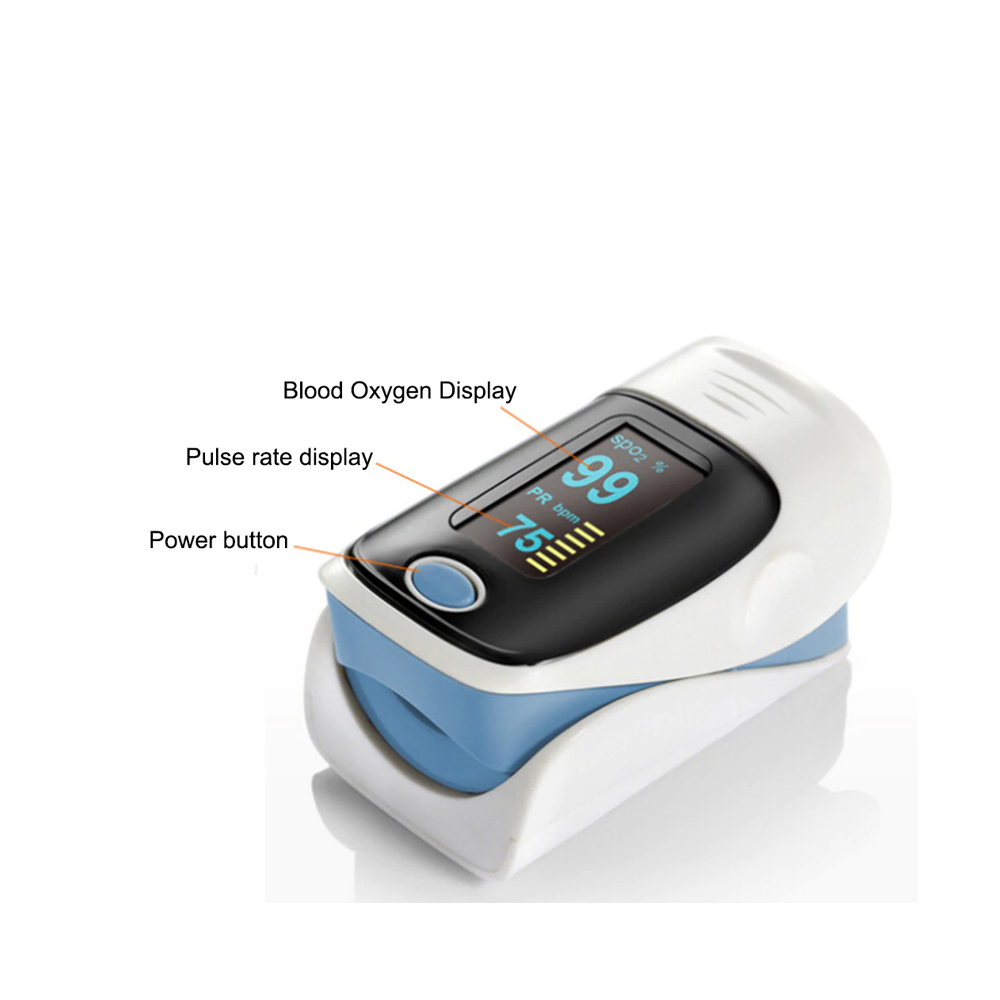 Blood Oxygen Display
Pulse rate display
Power button
spo₂ %
99
PR bpm
75